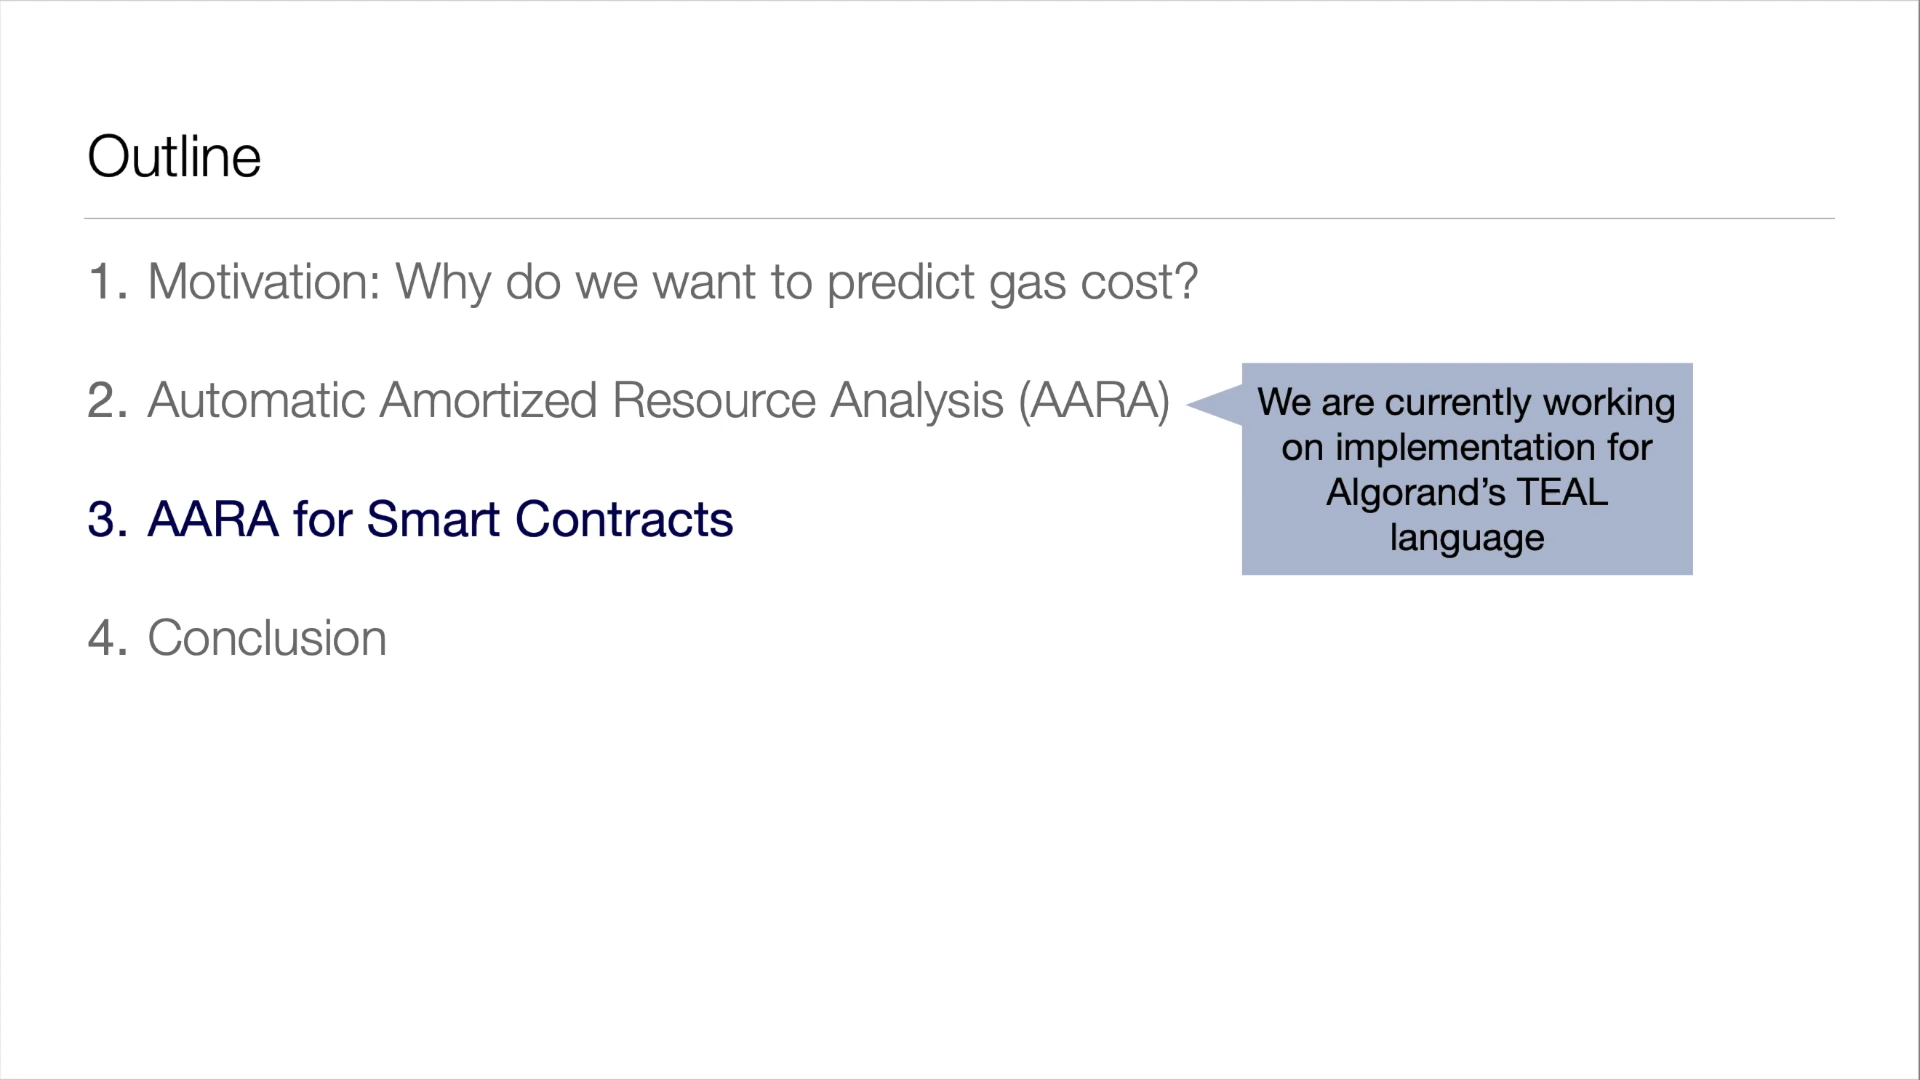 Outline
1. Motivation: Why do we want to predict gas cost?
2. Automatic Amortized Resource Analysis (AARA)
We are currently working
on implementation for
Algorand’s TEAL
language
3. AARA for Smart Contracts
4. Conclusion